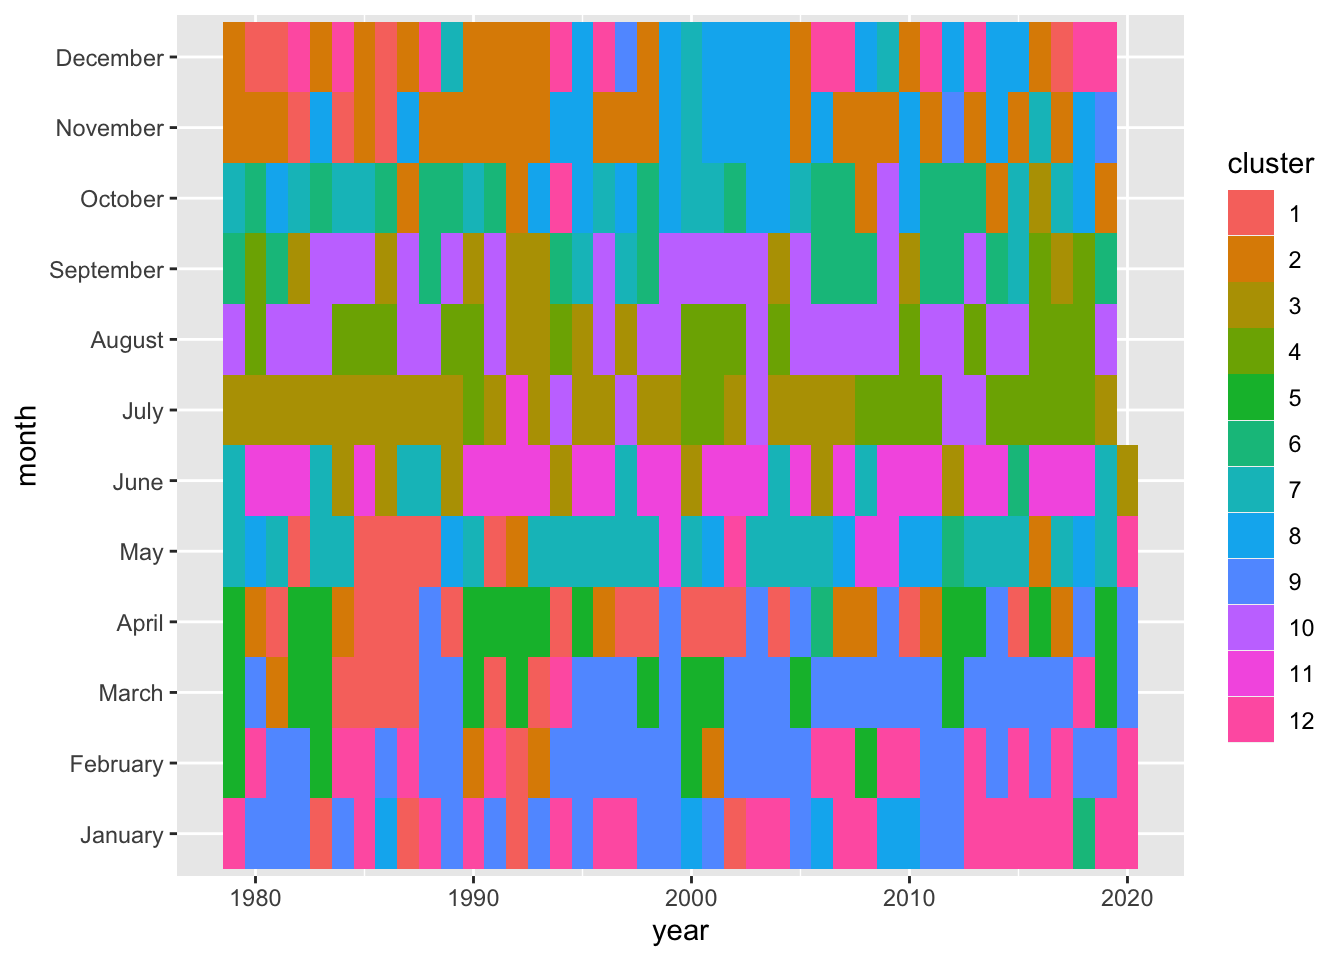 December
November
October
September
August
July
June
May
April
March
February
January
month
1980
1990
2000
2010
2020
year
cluster
1
2
3
4
5
6
7
8
9
10
11
12